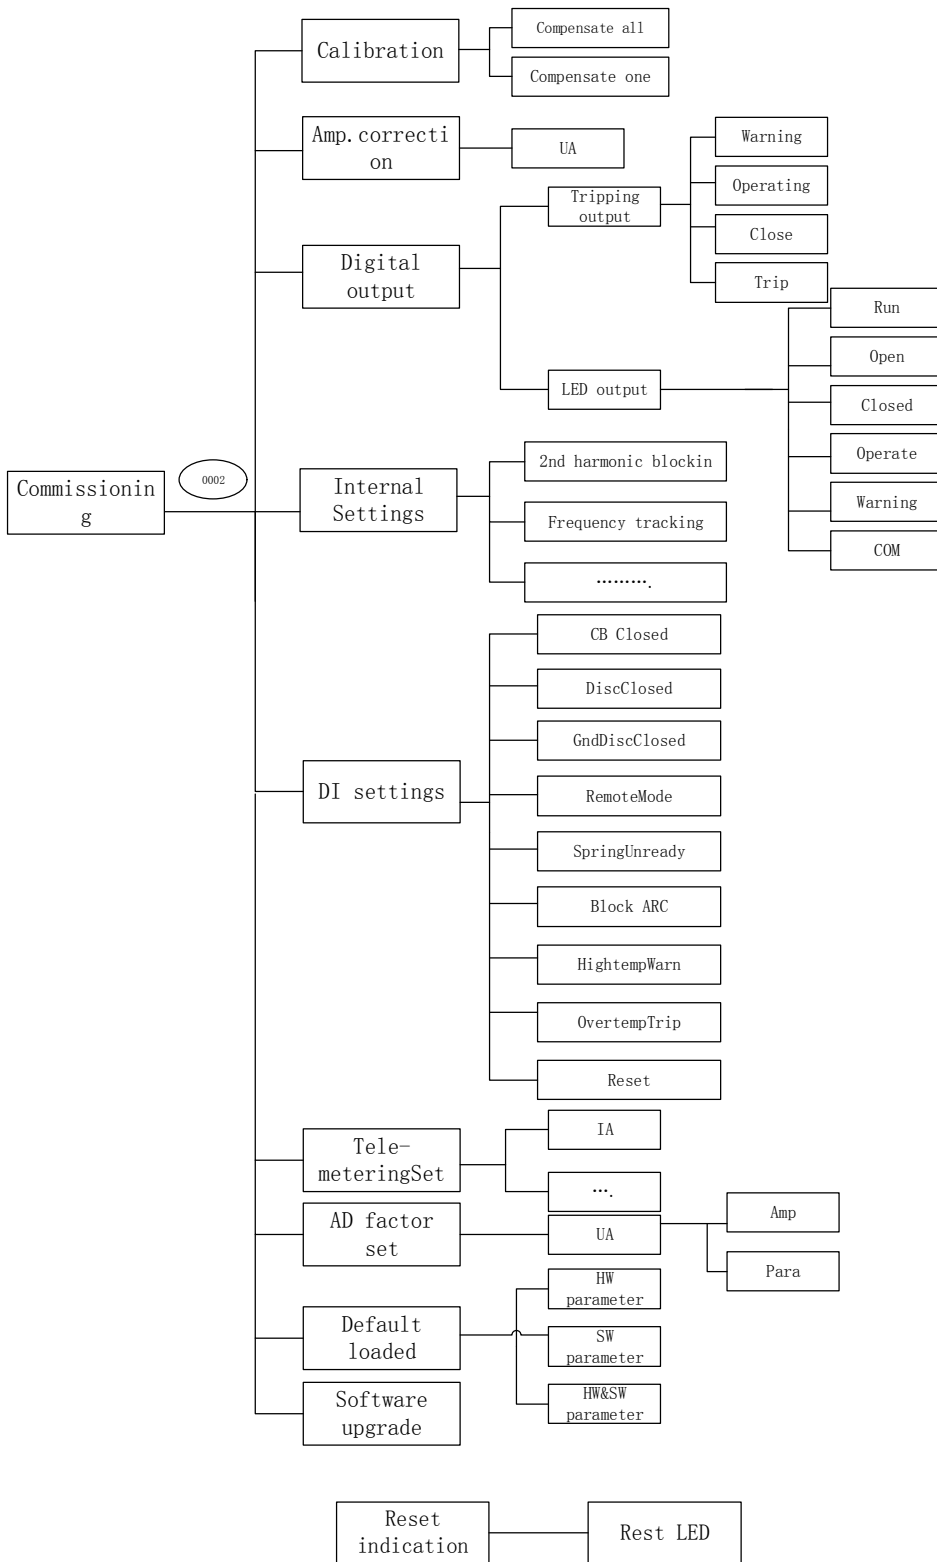 Commissionin
g
0002
Calibration
Compensate all
Compensate one
Amp.correcti
on
UA
Digital
output
Tripping
output
Warning
Operating
Close
Trip
LED output
Run
Open
Closed
Operate
Warning
COM
Internal
Settings
2nd harmonic blockin
Frequency tracking
……….
DI settings
CB Closed
DiscClosed
GndDiscClosed
RemoteMode
SpringUnready
Block ARC
HightempWarn
OvertempTrip
Reset
Tele-
meteringSet
IA
….
AD factor
set
UA
Amp
Para
Default
loaded
HW
parameter
SW
parameter
HW&SW
parameter
Software
upgrade
Reset
indication
Rest LED